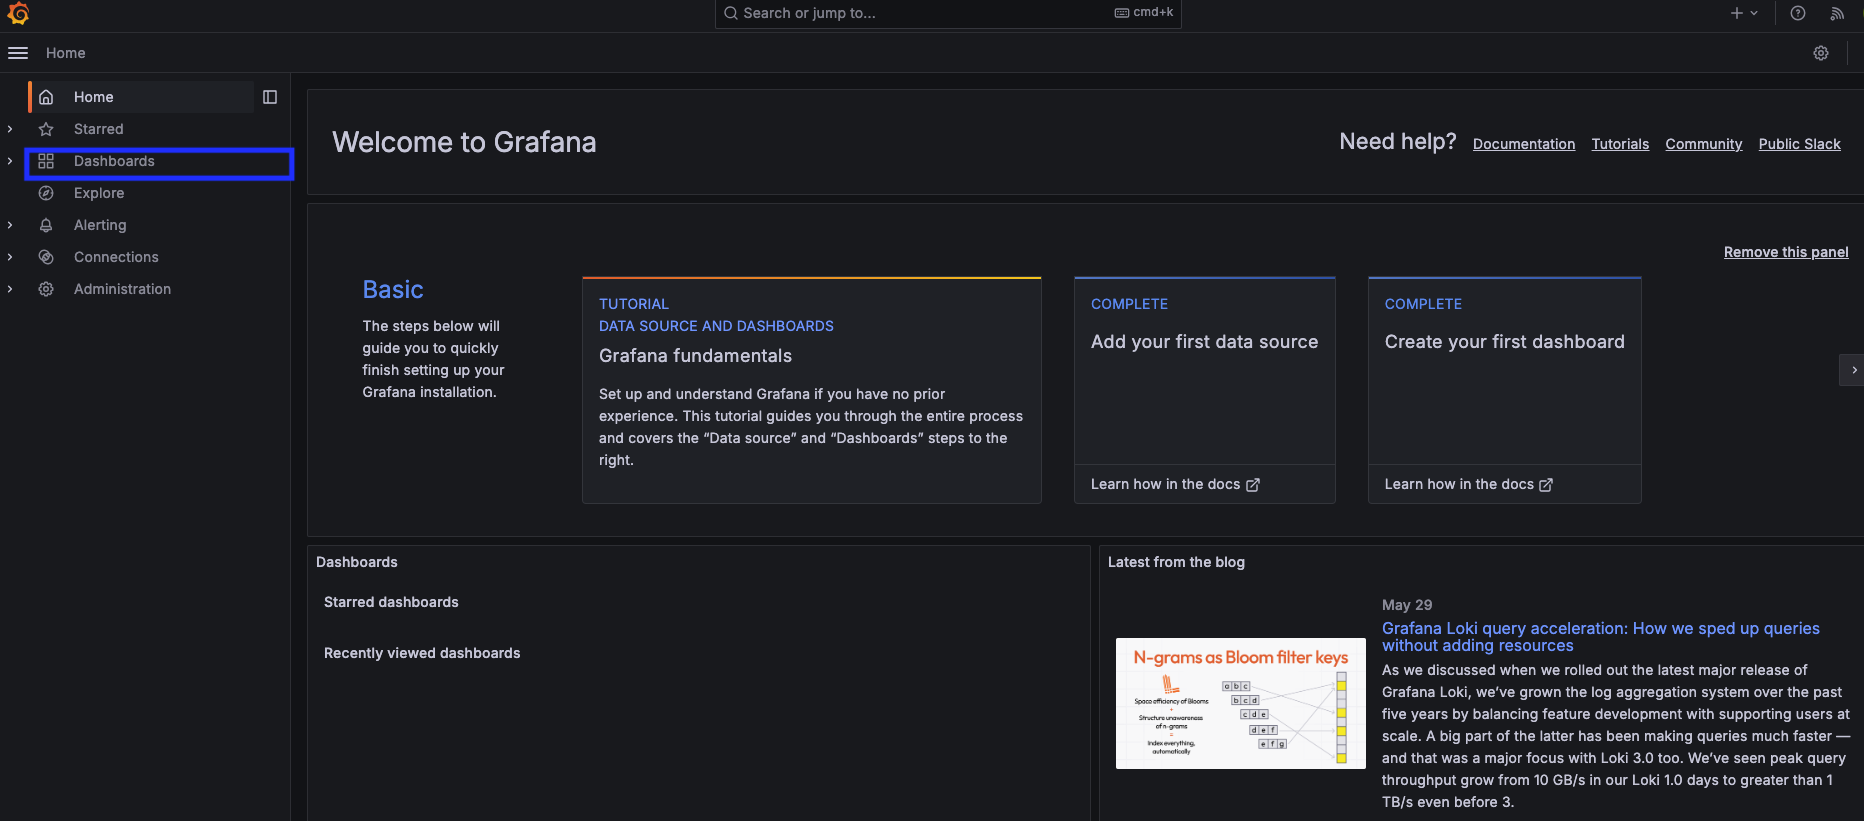 Search or jump to...
cmd+k
Home
Home
Starred
Dashboards
Explore
Alerting
Connections
Administration
Welcome to Grafana
Need help?
Documentation
Tutorials
Community
Public Slack
Remove this panel
Basic
The steps below will
guide you to quickly
finish setting up your
Grafana installation.
TUTORIAL
DATA SOURCE AND DASHBOARDS
Grafana fundamentals
Set up and understand Grafana if you have no prior
experience. This tutorial guides you through the entire process
and covers the “Data source” and “Dashboards” steps to the
right.
COMPLETE
Add your first data source
Learn how in the docs
COMPLETE
Create your first dashboard
Learn how in the docs
Dashboards
Starred dashboards
Recently viewed dashboards
Latest from the blog
N-grams as Bloom filter keys
Space efficiency of Blooms
+
Structure unawareness
of n-grams
=
Index everything,
automatically
a b c
b c d
c d e
d e f
e f g
May 29
Grafana Loki query acceleration: How we sped up queries
without adding resources
As we discussed when we rolled out the latest major release of
Grafana Loki, we’ve grown the log aggregation system over the past
five years by balancing feature development with supporting users at
scale. A big part of the latter has been making queries much faster —
and that was a major focus with Loki 3.0 too. We’ve seen peak query
throughput grow from 10 GB/s in our Loki 1.0 days to greater than 1
TB/s even before 3.